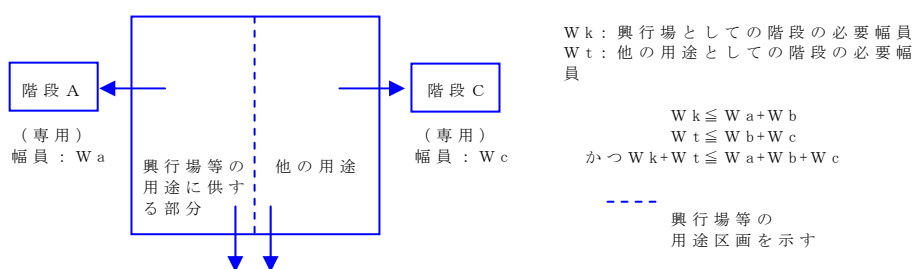 階段A
(専用)
幅員：Wa
興行場等の
用途に供す
る部分
他の用途
階段C
(専用)
幅員：Wc
Wk：興行場としての階段の必要幅員
Wt：他の用途としての階段の必要幅
員
Wk≦Wa+Wb
Wt≦Wb+Wc
かつWk+Wt≦Wa+Wb+Wc
興行場等の
用途区画を示す